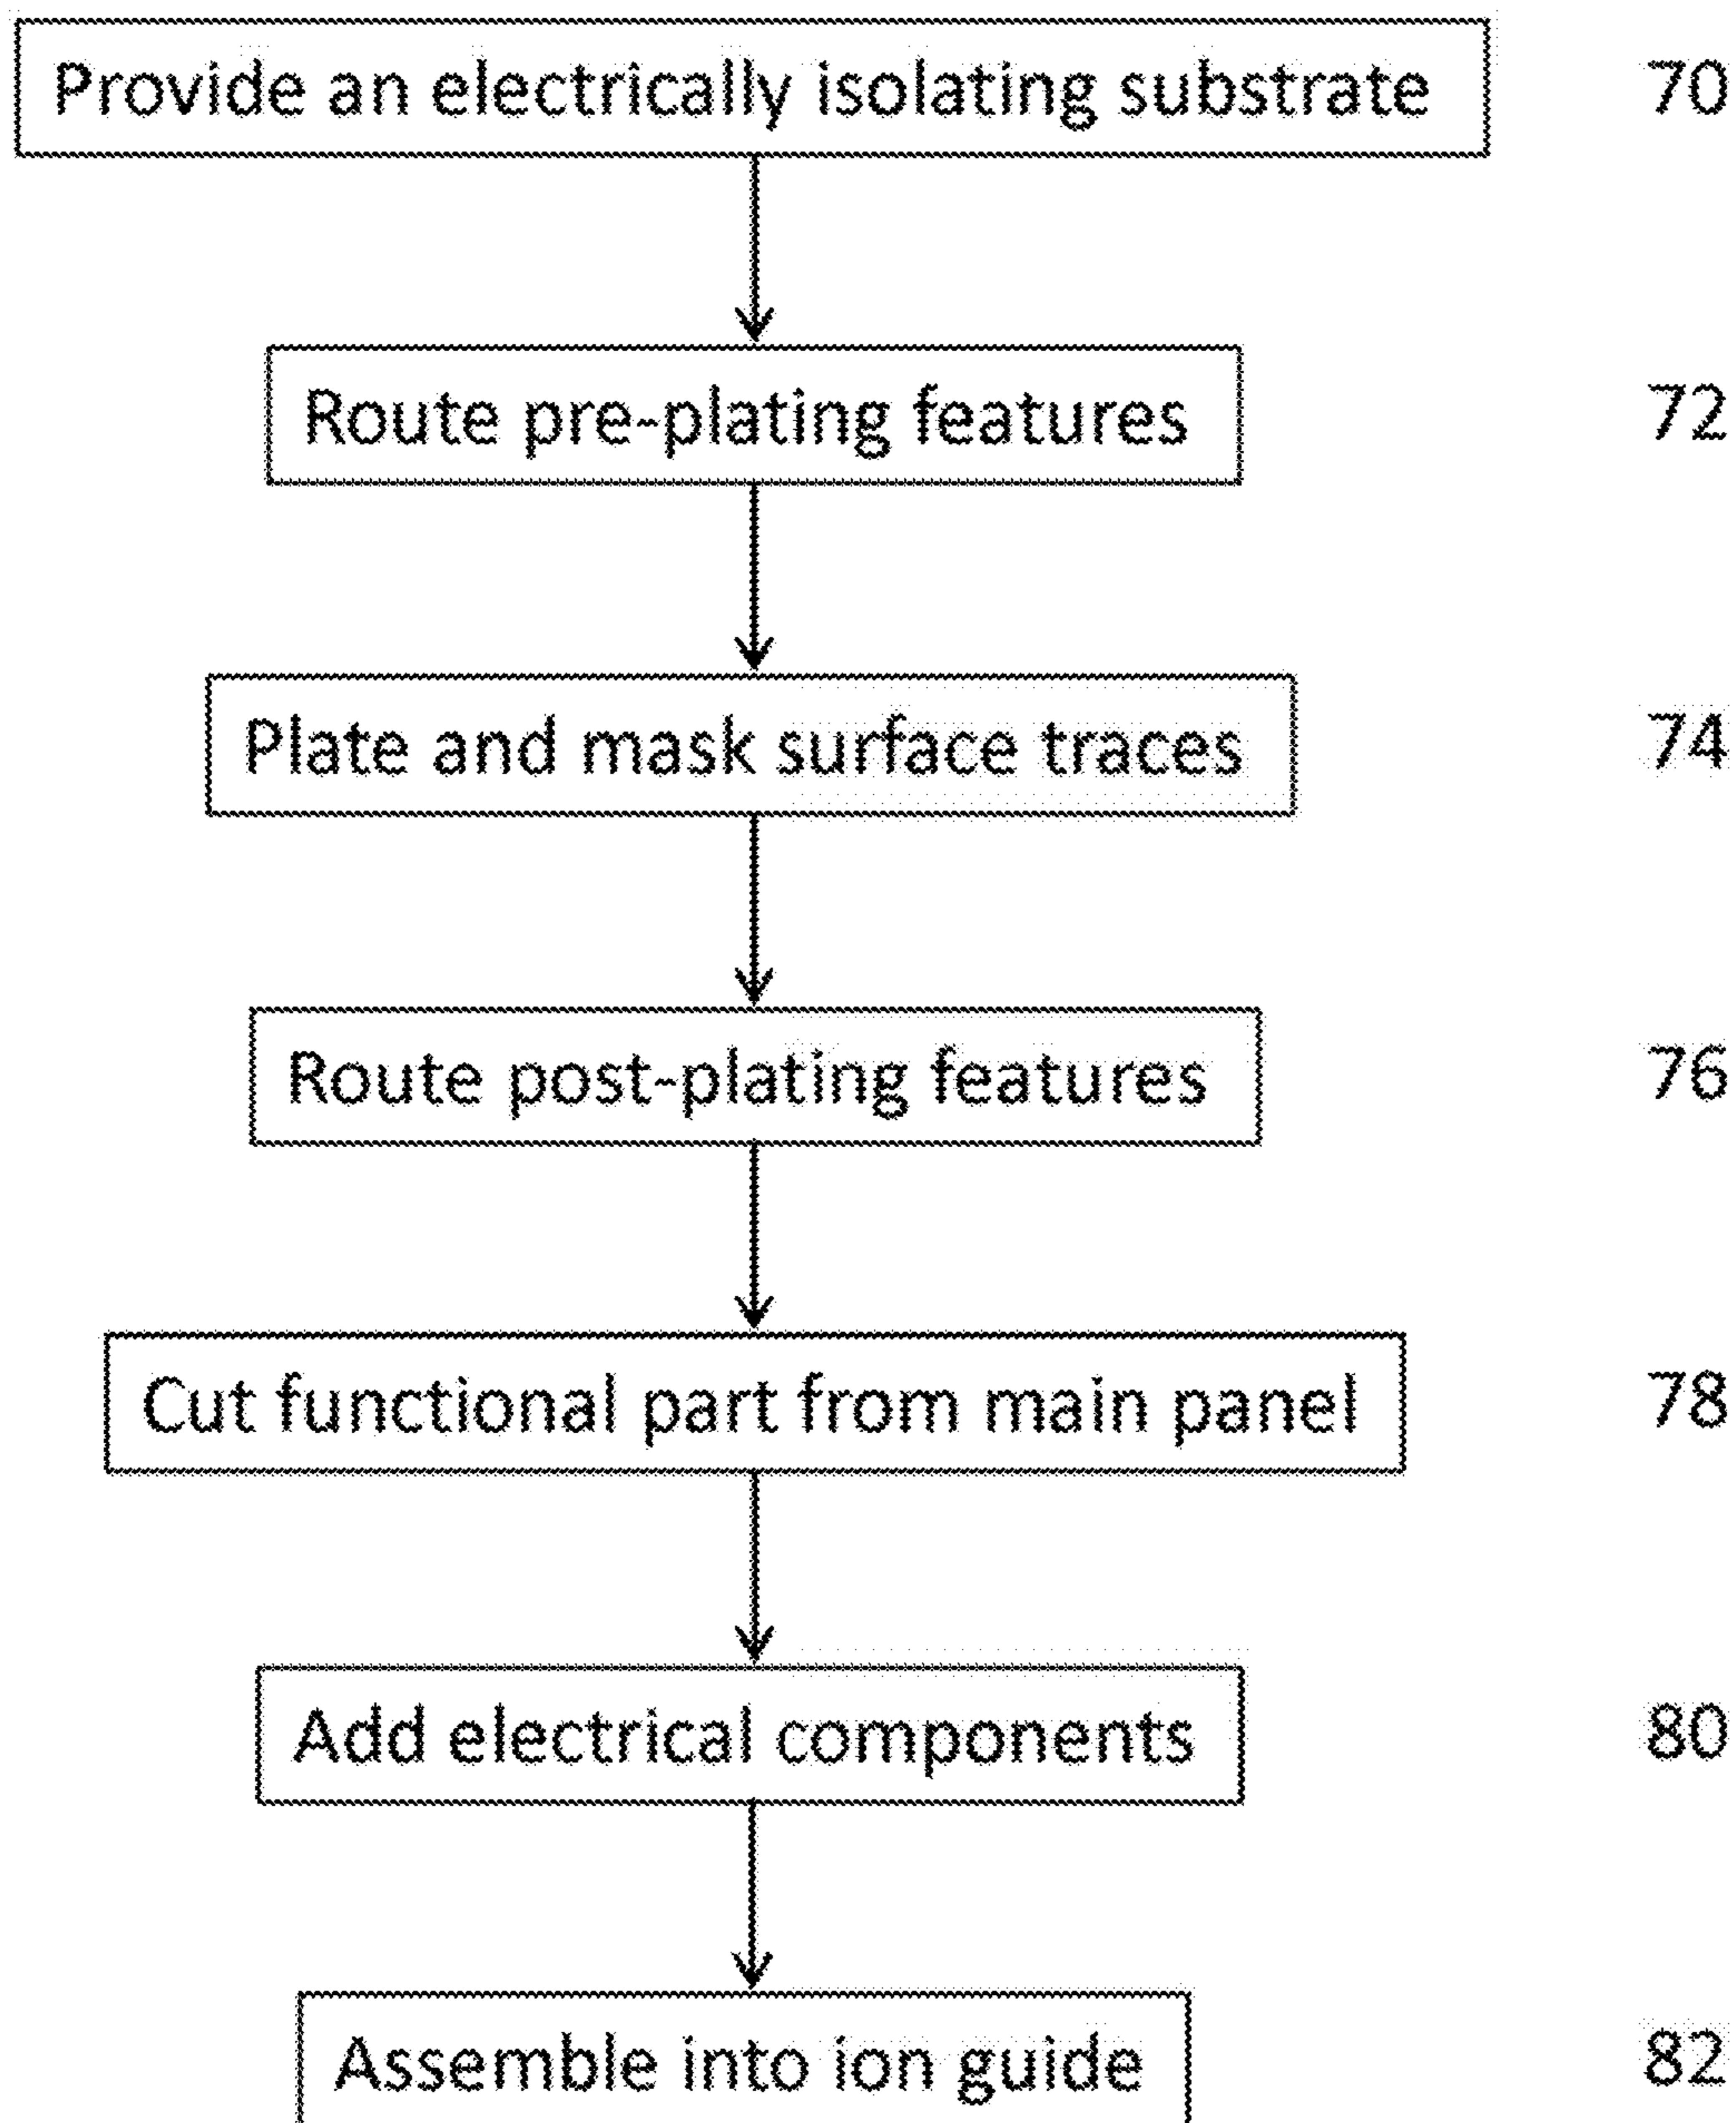 Provide an electrically isolating substrate 70
Route pre-plating features 72
Plate and mask surface traces 74
Route post-plating features 76
Cut functional part from main panel 78
Add electrical components 80
Assemble into ion guide 82